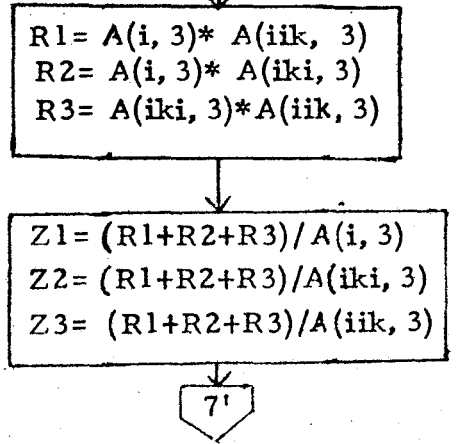 R1= A(i, 3)* A(iik, 3)
R2= A(i, 3)* A(iki, 3)
R3= A(iki, 3)*A(iik, 3)
Z1= (R1+R2+R3)/A(i, 3)
Z2= (R1+R2+R3)/A(iki, 3)
Z3= (R1+R2+R3)/A(iik, 3)
7'